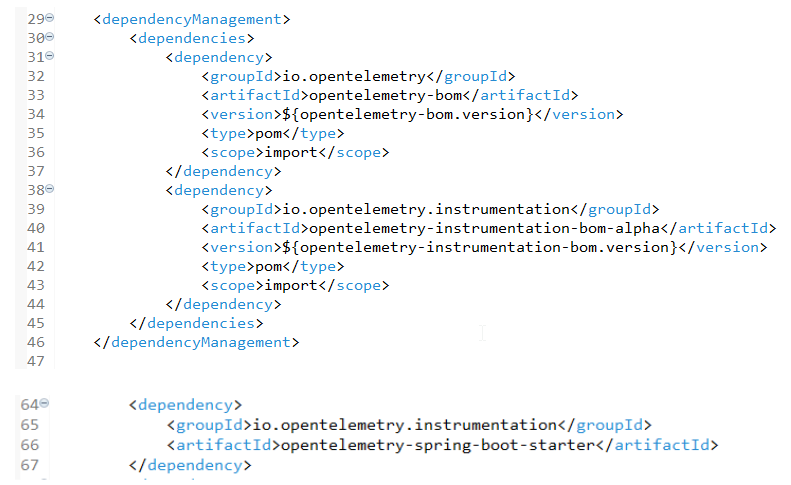 29 <dependencyManagement>
30 <dependencies>
31 <dependency>
32 <groupId>io.opentelemetry</groupId>
33 <artifactId>opentelemetry-bom</artifactId>
34 <version>${opentelemetry-bom.version}</version>
35 <type>pom</type>
36 <scope>import</scope>
37 </dependency>
38 <dependency>
39 <groupId>io.opentelemetry.instrumentation</groupId>
40 <artifactId>opentelemetry-instrumentation-bom-alpha</artifactId>
41 <version>${opentelemetry-instrumentation-bom.version}</version>
42 <type>pom</type>
43 <scope>import</scope>
44 </dependency>
45 </dependencies>
46 </dependencyManagement>
47
64 <dependency>
65 <groupId>io.opentelemetry.instrumentation</groupId>
66 <artifactId>opentelemetry-spring-boot-starter</artifactId>
67 </dependency>